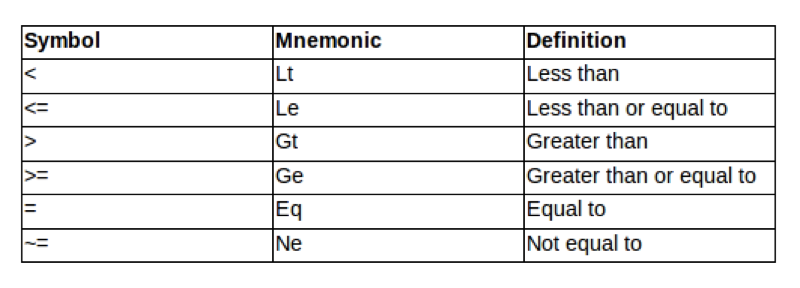 Symbol Mnemonic Definition
< Lt Less than
<= Le Less than or equal to
> Gt Greater than
>= Ge Greater than or equal to
= Eq Equal to
~= Ne Not equal to